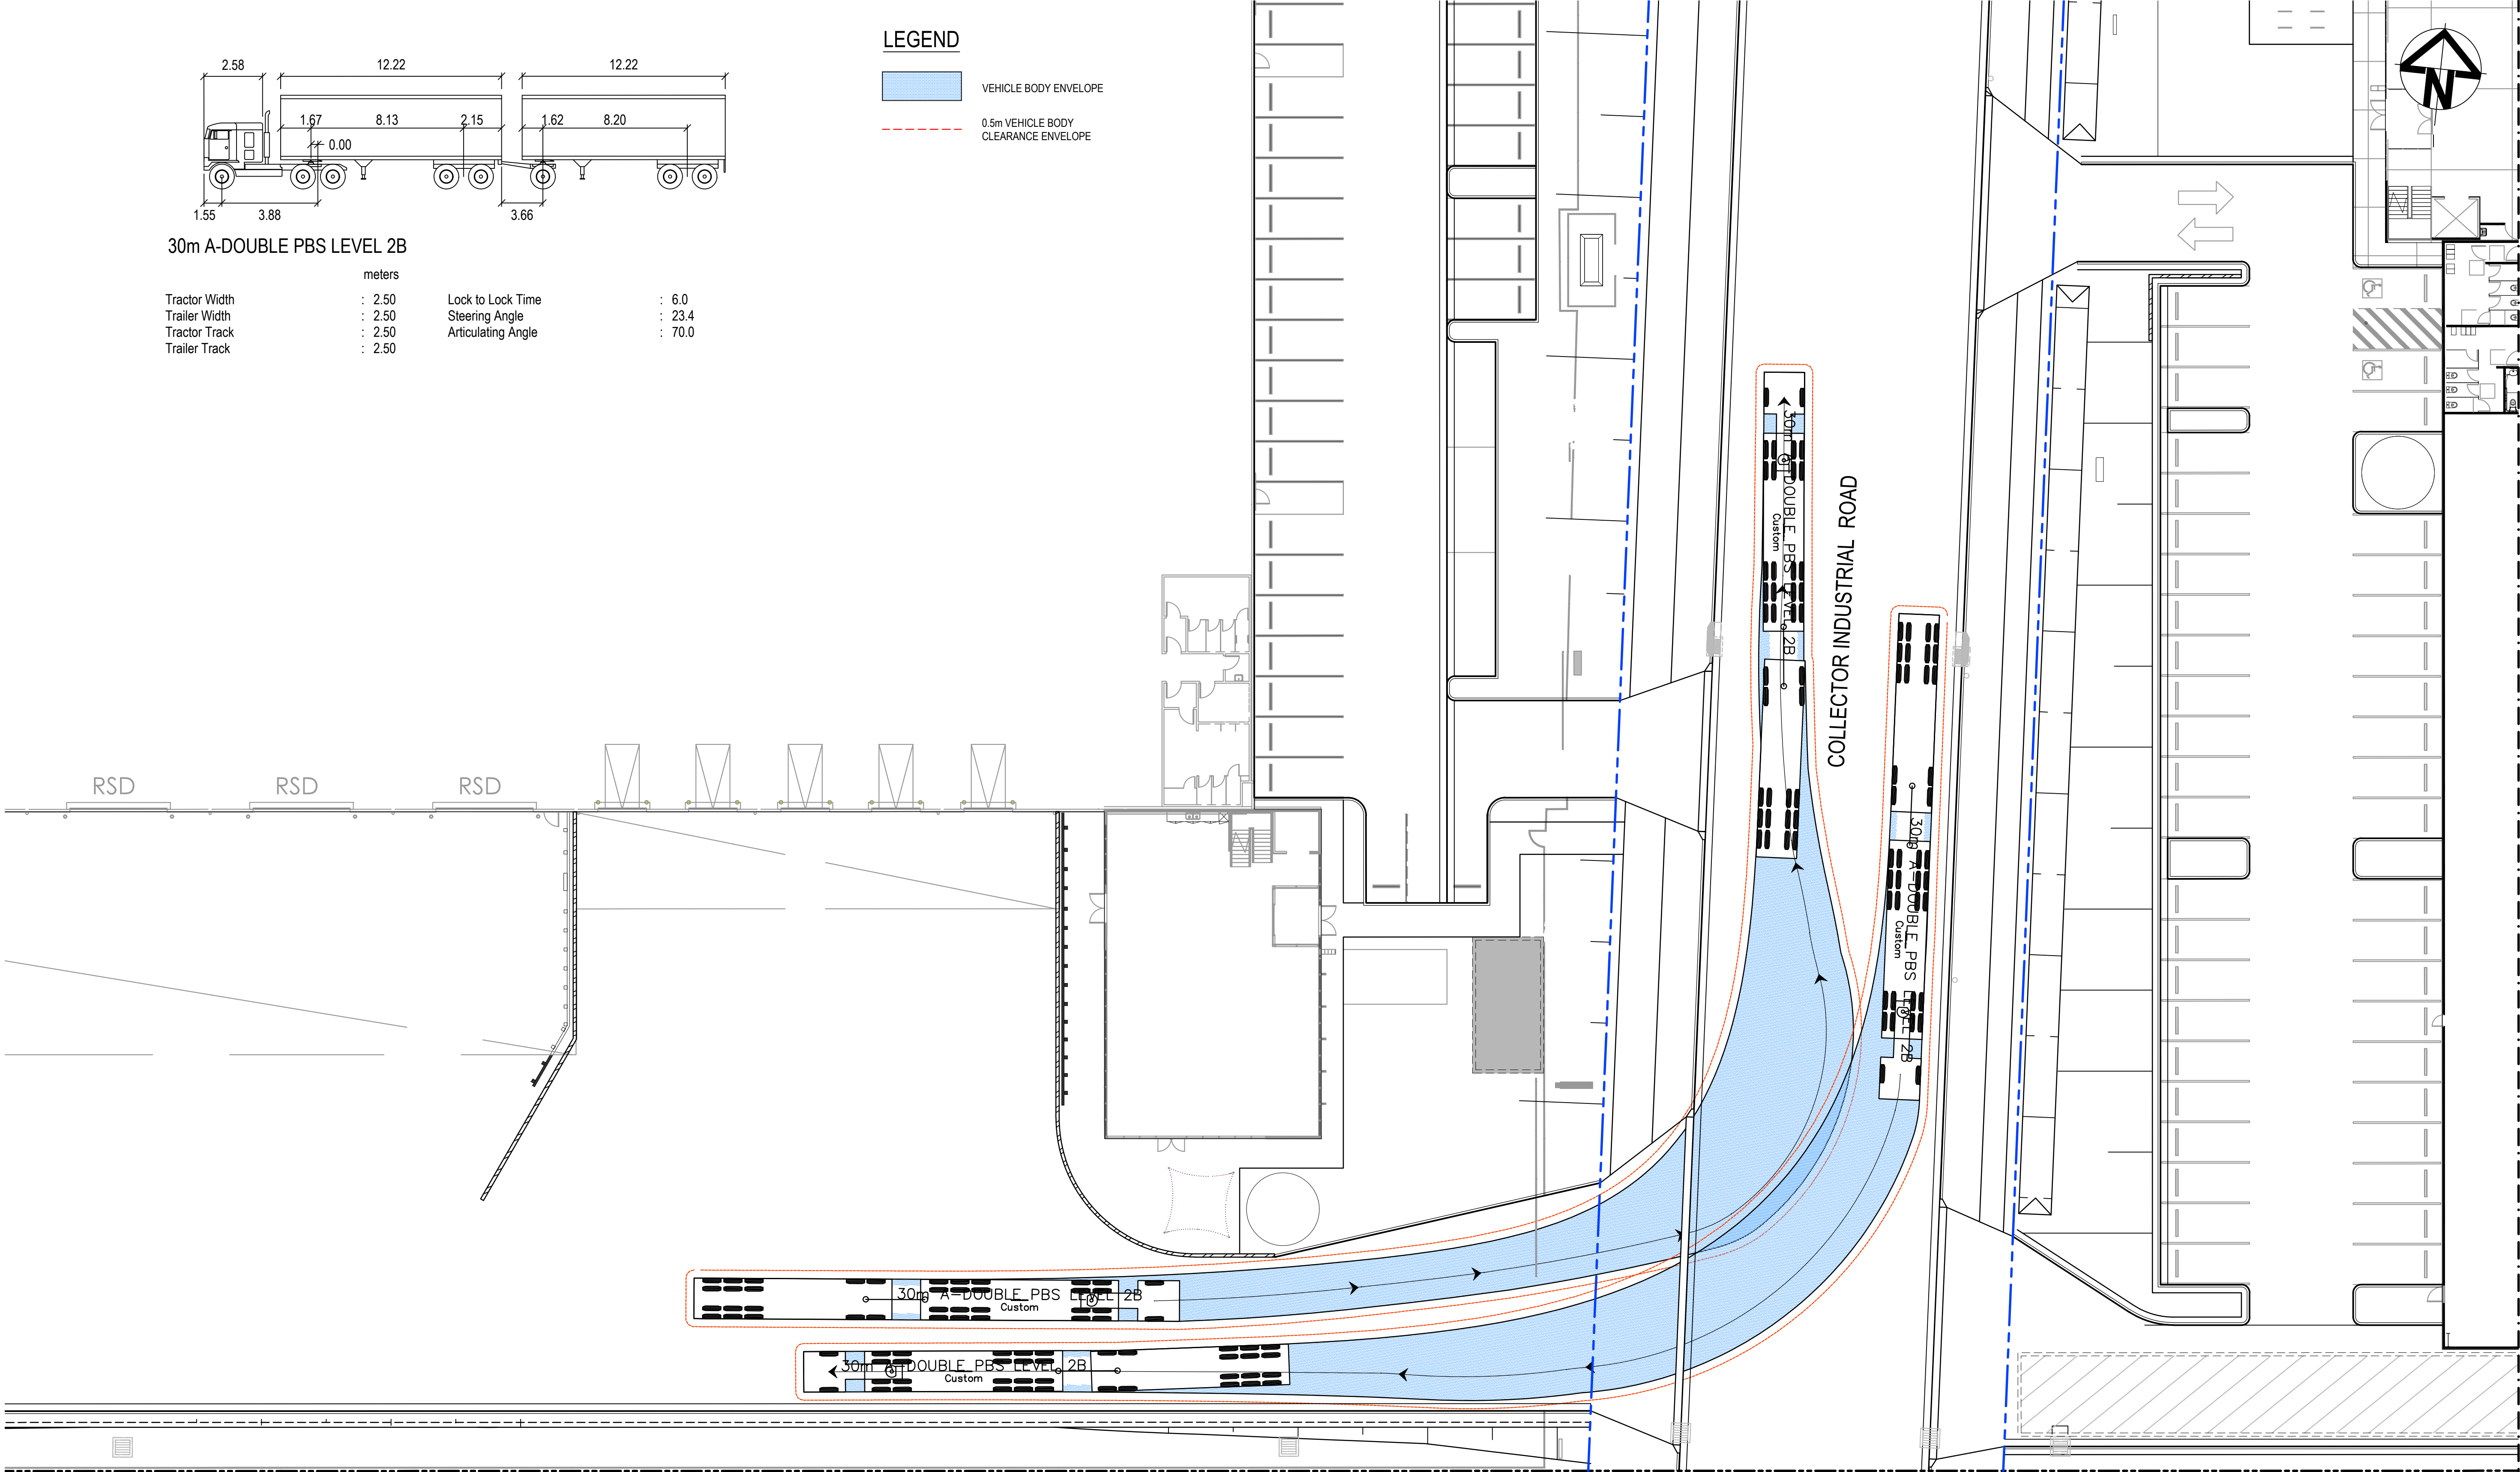 LEGEND
VEHICLE BODY ENVELOPE
0.5m VEHICLE BODY
CLEARANCE ENVELOPE
2.58 12.22 12.22
1.67 8.13 2.15 1.62 8.20
0.00
1.55 3.88 3.66
30m A-DOUBLE PBS LEVEL 2B
meters
Tractor Width : 2.50 Lock to Lock Time : 6.0
Trailer Width : 2.50 Steering Angle : 23.4
Tractor Track : 2.50 Articulating Angle : 70.0
Trailer Track : 2.50
N
30m A-DOUBLE PBS LEVEL 2B
Custom
COLLECTOR INDUSTRIAL ROAD
30m A-DOUBLE PBS LEVEL 2B
Custom
RSD RSD RSD
30m A-DOUBLE PBS LEVEL 2B
Custom
30m A-DOUBLE PBS LEVEL 2B
Custom